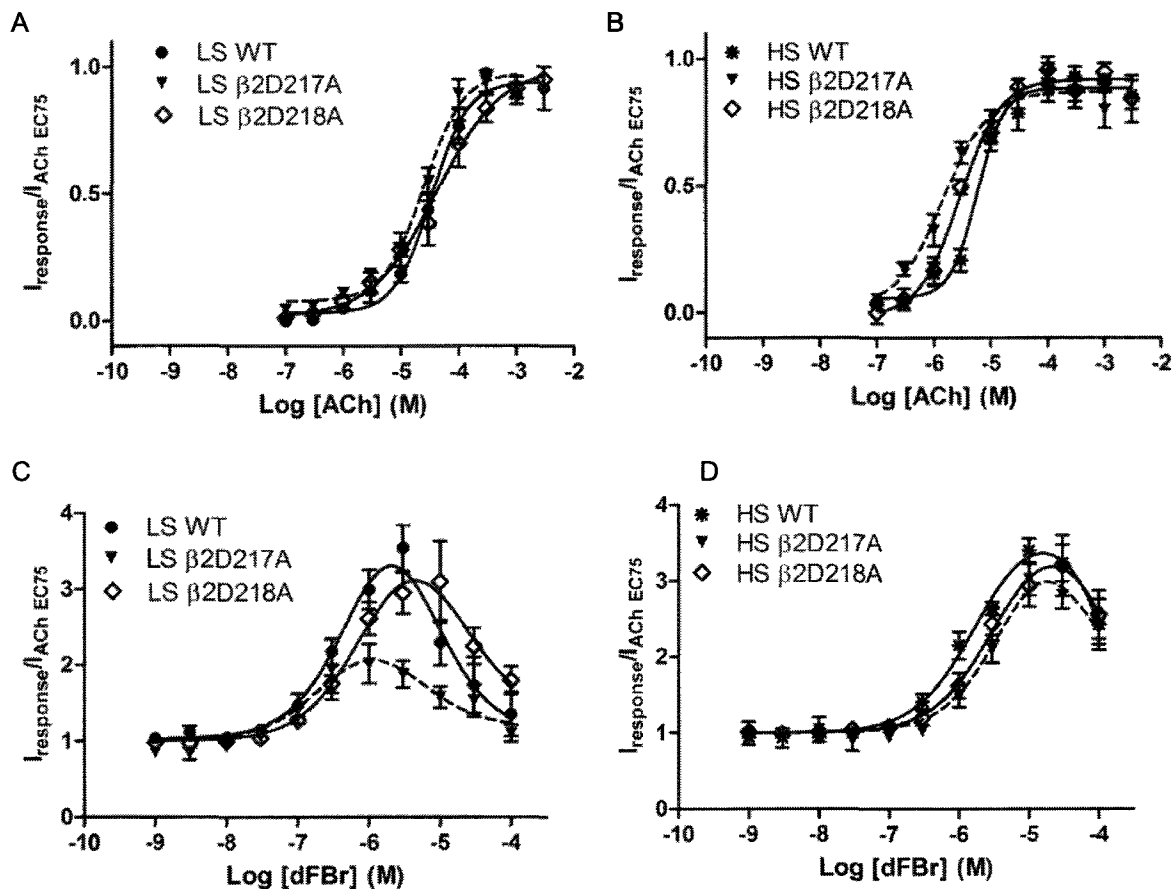 A
LS WT
LS β2D217A
LS β2D218A
1.0
0.5
0.0
Iresponse/IACh EC75
-10 -9 -8 -7 -6 -5 -4 -3 -2
Log [ACh] (M)
B
HS WT
HS β2D217A
HS β2D218A
1.0
0.5
0.0
Iresponse/IACh EC75
-10 -9 -8 -7 -6 -5 -4 -3 -2 -1
Log [ACh] (M)
C
LS WT
LS β2D217A
LS β2D218A
4
3
2
1
0
Iresponse/IACh EC75
-10 -9 -8 -7 -6 -5 -4
Log [dFBr] (M)
D
HS WT
HS β2D217A
HS β2D218A
4
3
2
1
0
Iresponse/IACh EC75
-10 -9 -8 -7 -6 -5 -4
Log [dFBr] (M)